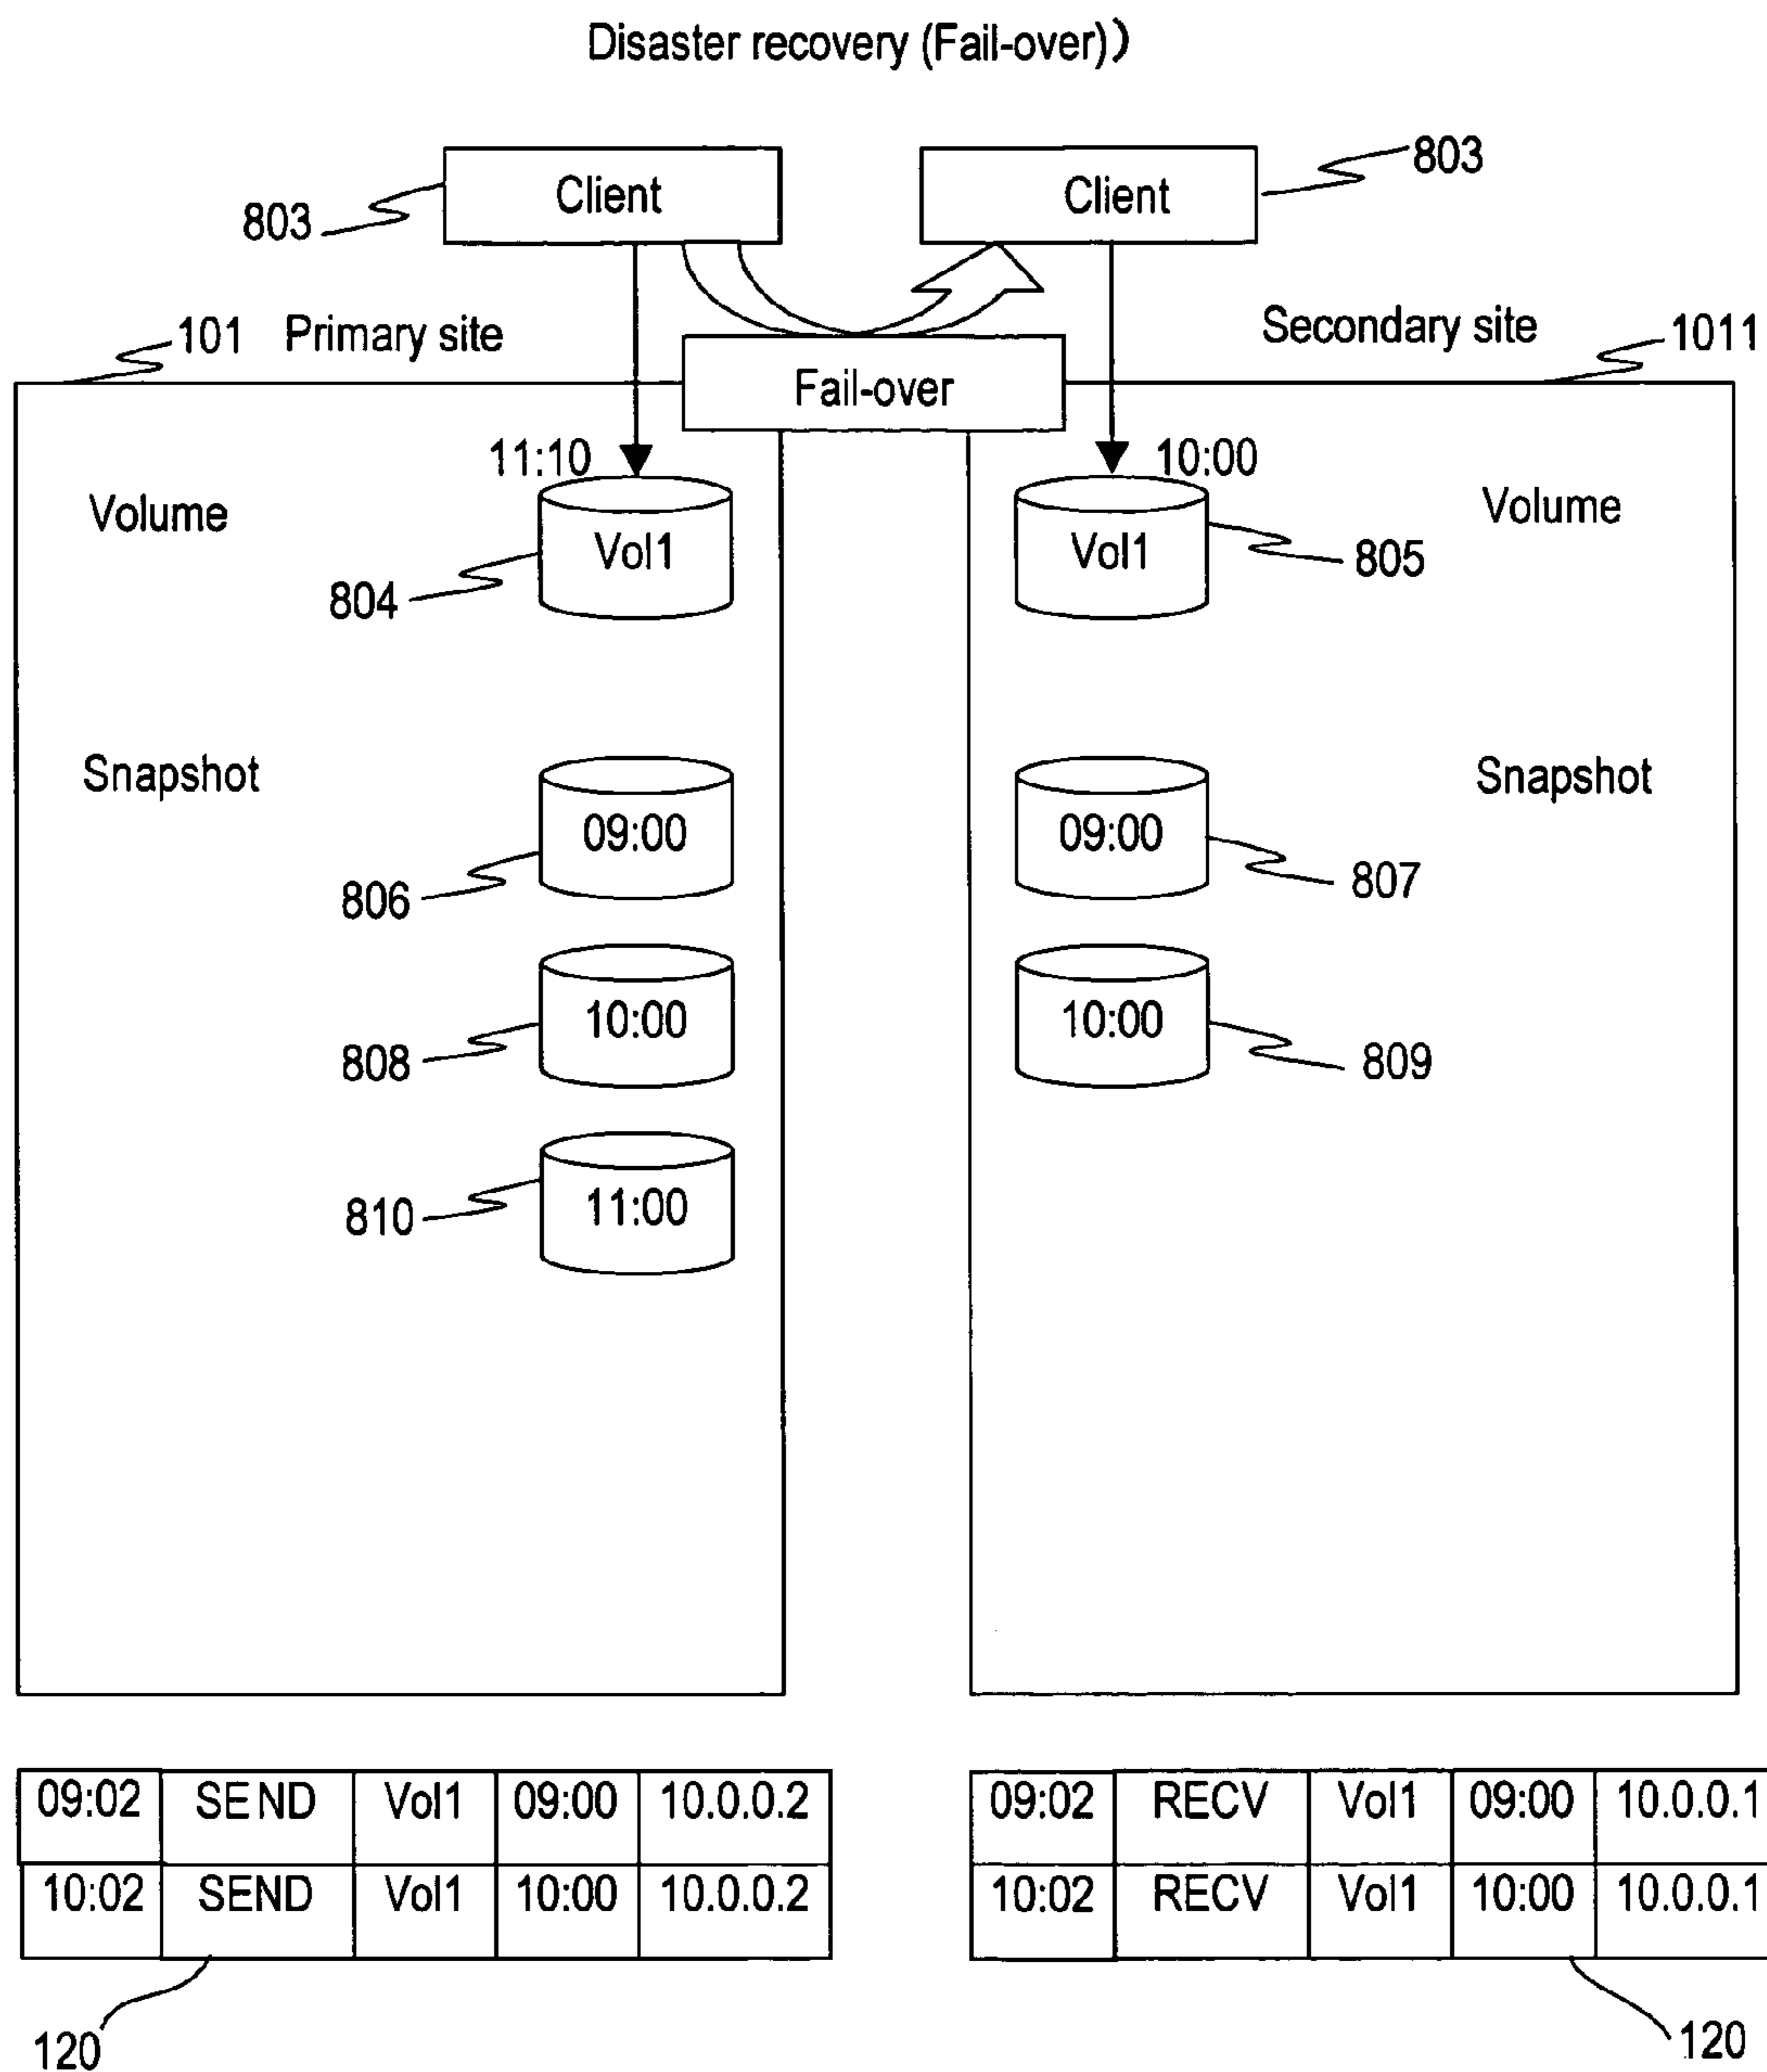 Disaster recovery (Fail-over))
Client
Client
803
803
101
Primary site
Secondary site
1011
Fail-over
11:10
10:00
Volume
Vol1
Vol1
Volume
804
805
Snapshot
Snapshot
09:00
09:00
806
807
10:00
10:00
808
809
11:00
810
09:02 SEND Vol1 09:00 10.0.0.2
10:02 SEND Vol1 10:00 10.0.0.2
09:02 RECV Vol1 09:00 10.0.0.1
10:02 RECV Vol1 10:00 10.0.0.1
120
120